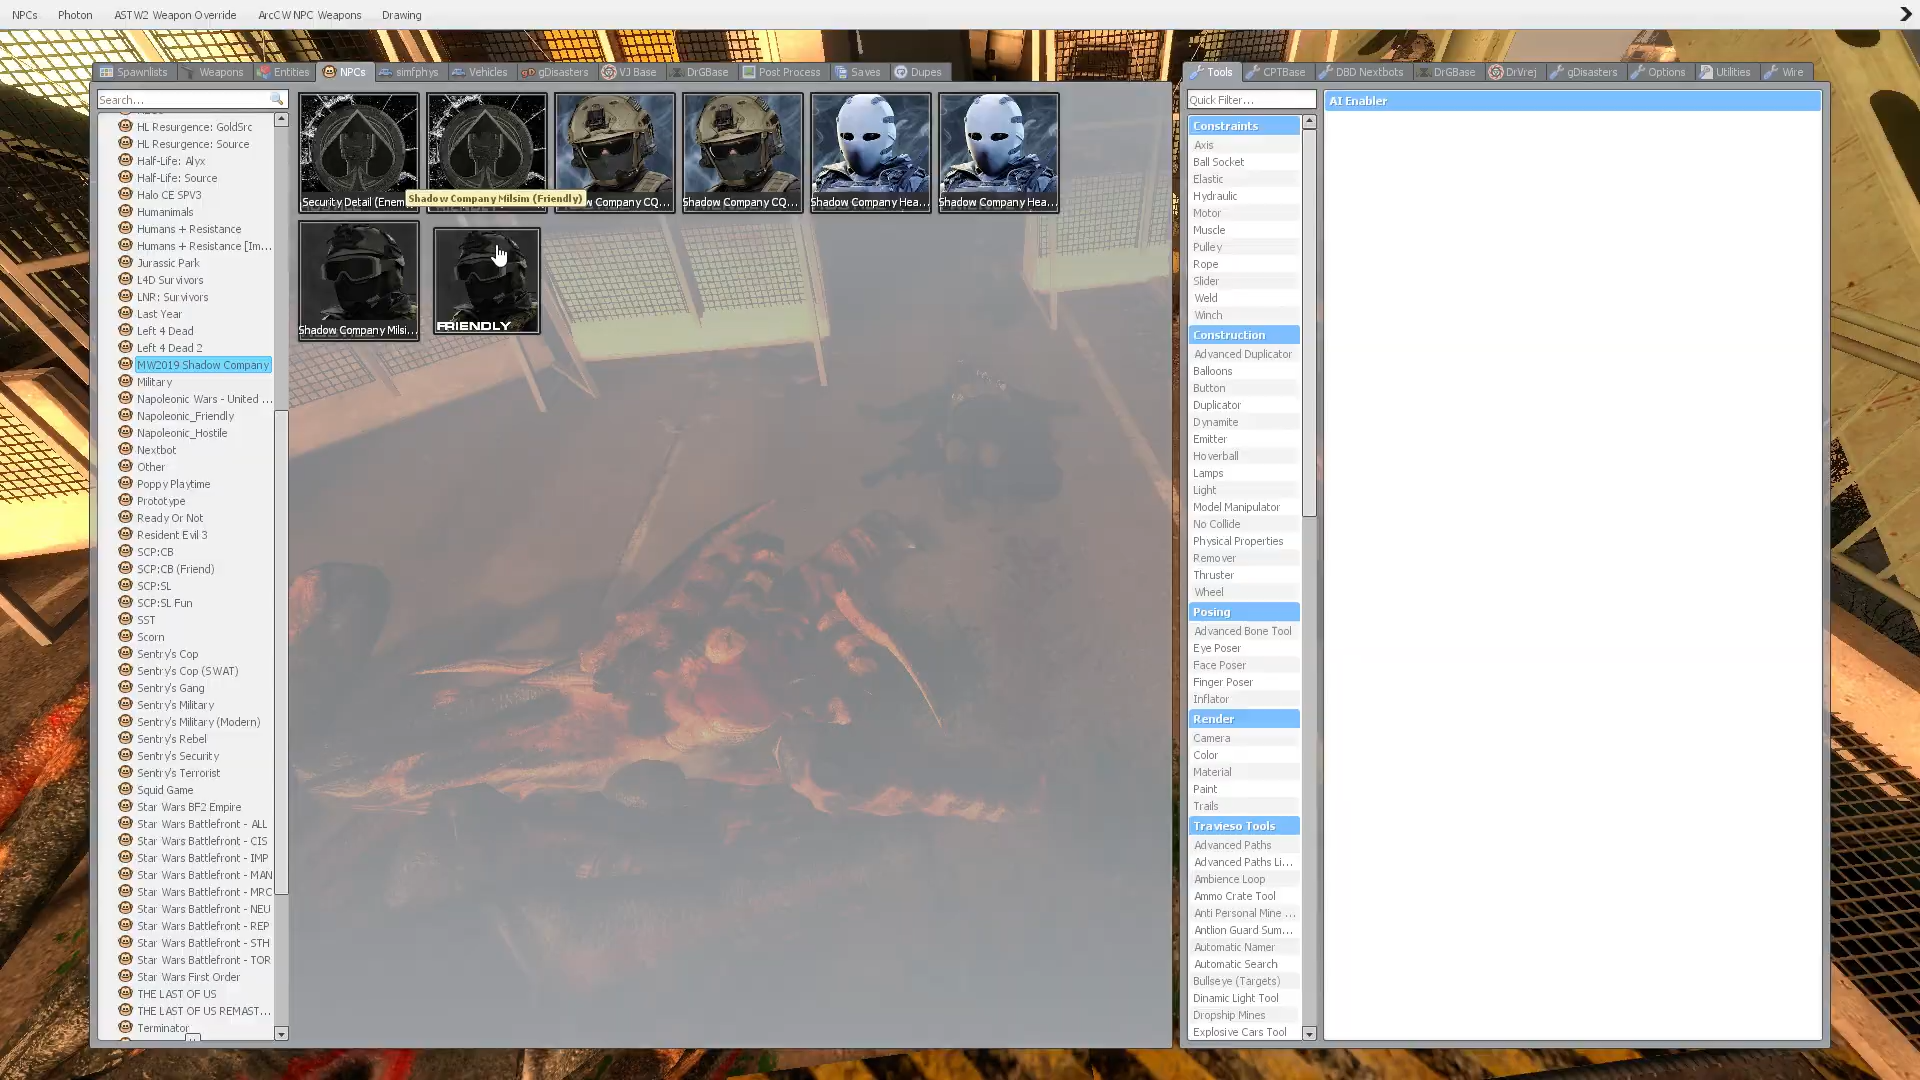 NPCs Photon ASTW2 Weapon Override ArcCW NPC Weapons Drawing
Spawnlists Weapons Entities NPCs simfphys Vehicles gDisasters VJ Base DrGBase Post Process Saves Dupes
Search...
HL Resurgence: GoldSrc
HL Resurgence: Source
Half-Life: Alyx
Half-Life: Source
Halo CE SPV3
Humanimals
Humans + Resistance
Humans + Resistance [Im...
Jurassic Park
L4D Survivors
LNR: Survivors
Last Year
Left 4 Dead
Left 4 Dead 2
MW2019 Shadow Company
Military
Napoleonic Wars - United ...
Napoleonic_Friendly
Napoleonic_Hostile
Nextbot
Other
Poppy Playtime
Prototype
Ready Or Not
Resident Evil 3
SCP:CB
SCP:CB (Friend)
SCP:SL
SCP:SL Fun
SST
Scorn
Sentry's Cop
Sentry's Cop (SWAT)
Sentry's Gang
Sentry's Military
Sentry's Military (Modern)
Sentry's Rebel
Sentry's Security
Sentry's Terrorist
Squid Game
Star Wars BF2 Empire
Star Wars Battlefront - ALL
Star Wars Battlefront - CIS
Star Wars Battlefront - IMP
Star Wars Battlefront - MAN
Star Wars Battlefront - MRC
Star Wars Battlefront - NEU
Star Wars Battlefront - REP
Star Wars Battlefront - STH
Star Wars Battlefront - TOR
Star Wars First Order
THE LAST OF US
THE LAST OF US REMAST...
Terminator
Security Detail (Enem
Shadow Company Milsim (Friendly)
w Company CQ...
Shadow Company CQ...
Shadow Company Hea...
Shadow Company Hea...
Shadow Company Milsi...
FRIENDLY
Tools CPTBase DBD Nextbots DrGBase DrVrej gDisasters Options Utilities Wire
Quick Filter...
Constraints
Axis
Ball Socket
Elastic
Hydraulic
Motor
Muscle
Pulley
Rope
Slider
Weld
Winch
Construction
Advanced Duplicator
Balloons
Button
Duplicator
Dynamite
Emitter
Hoverball
Lamps
Light
Model Manipulator
No Collide
Physical Properties
Remover
Thruster
Wheel
Posing
Advanced Bone Tool
Eye Poser
Face Poser
Finger Poser
Inflator
Render
Camera
Color
Material
Paint
Trails
Travieso Tools
Advanced Paths
Advanced Paths Li...
Ambience Loop
Ammo Crate Tool
Anti Personal Mine ...
Antlion Guard Sum...
Automatic Namer
Automatic Search
Bullseye (Targets)
Dinamic Light Tool
Dropship Mines
Explosive Cars Tool
AI Enabler